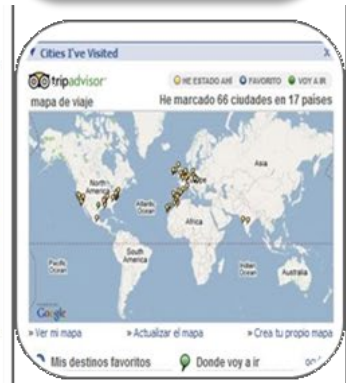 Cities I've Visited X
tripadvisor HE ESTADO AHÍ FAVORITO VOY A IR
mapa de viaje He marcado 66 ciudades en 17 países
North America
Asia
Europe
Atlantic Ocean
Africa
Pacific Ocean
South America
Indian Ocean
Australia
Google
» Ver mi mapa » Actualizar el mapa » Crea tu propio mapa
Mis destinos favoritos Donde voy a ir